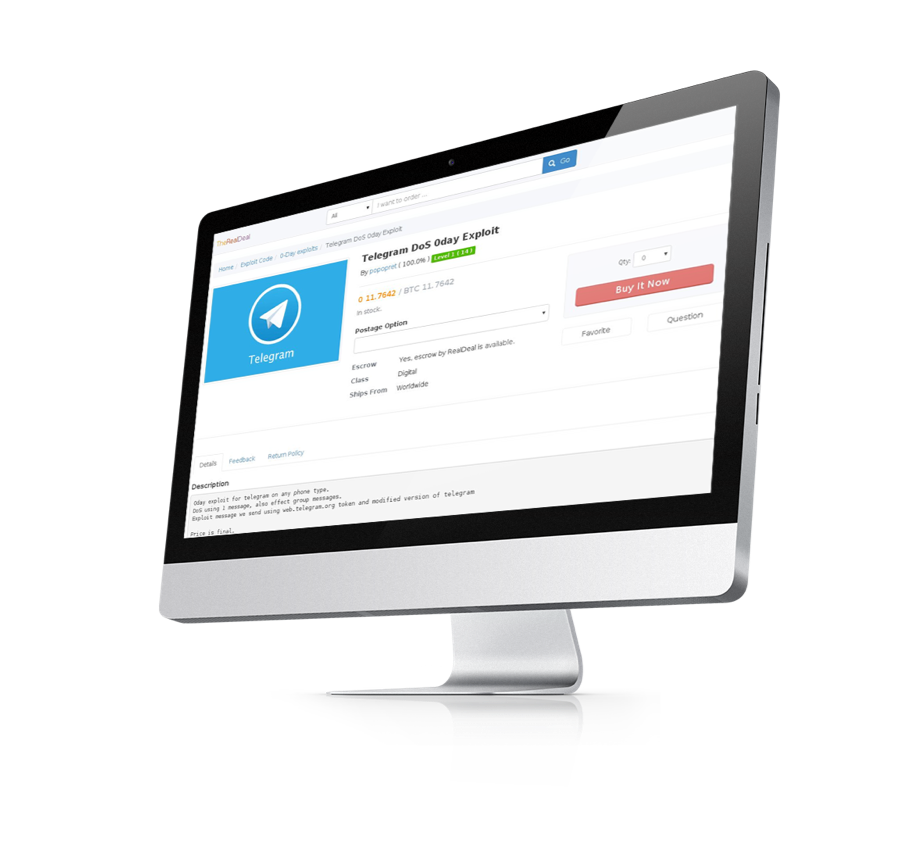 TheRealDeal
All
I want to order ...
Go
Home / Exploit Code / 0-Day exploits / Telegram DoS 0day Exploit
Telegram
Telegram DoS 0day Exploit
By popopret ( 100.0% ) Level 1 ( 14 )
0 11.7642 / BTC 11.7642
In stock.
Postage Option
Escrow Yes, escrow by RealDeal is available.
Class Digital
Ships From Worldwide
Qty: 0
Buy It Now
Favorite
Question
Details
Feedback
Return Policy
Description
0day exploit for telegram on any phone type.
DoS using 1 message, also effect group messages.
Exploit message we send using web.telegram.org token and modified version of telegram
Price is final.